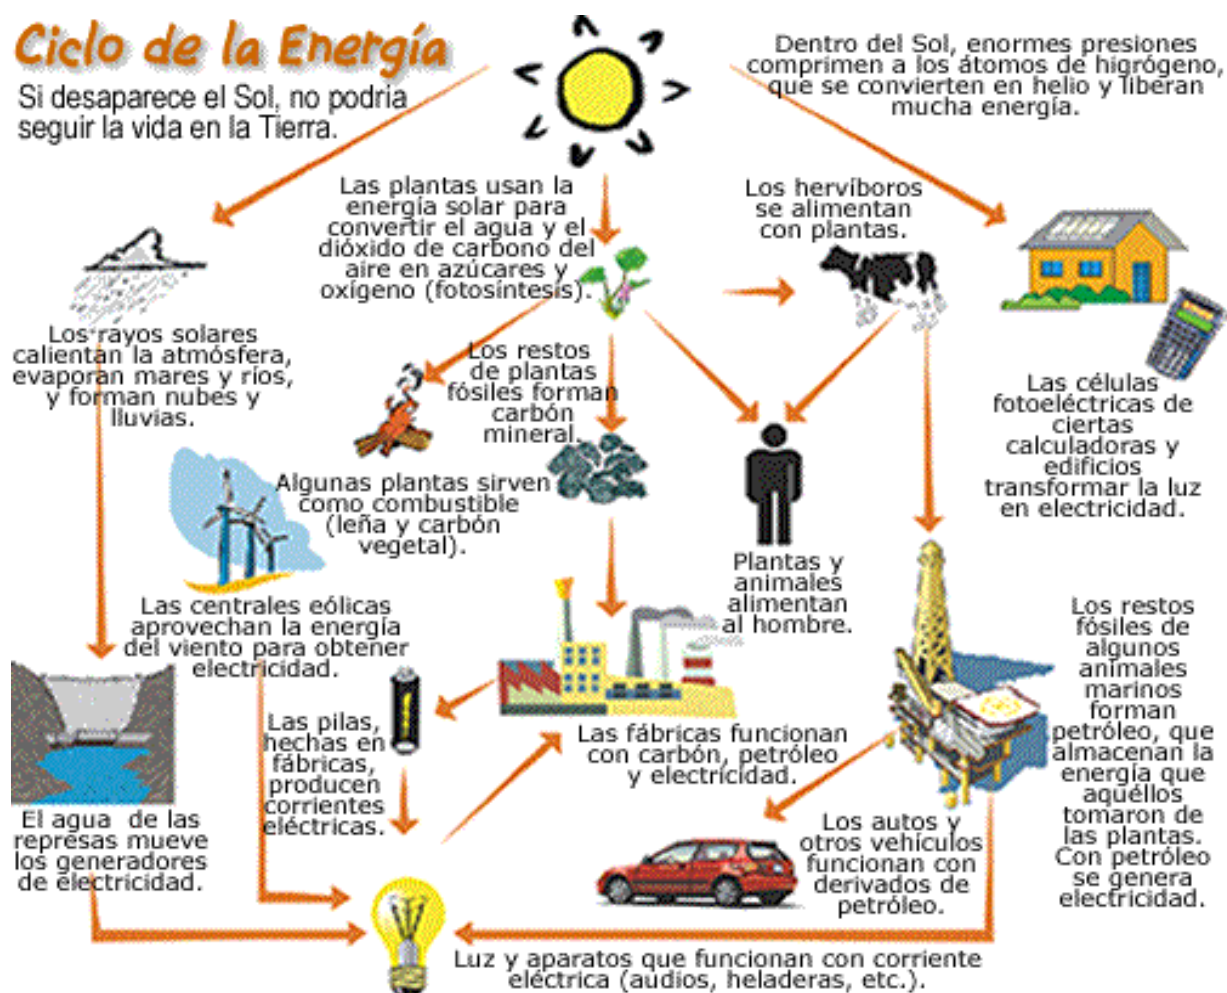 Ciclo de la Energía
Si desaparece el Sol, no podria
seguir la vida en la Tierra.
Dentro del Sol, enormes presiones
comprimen a los átomos de higrógeno,
que se convierten en helio y liberan
mucha energía.
Las plantas usan la
energía solar para
convertir el agua y el
dióxido de carbono del
aire en azúcares y
oxígeno (fotosíntesis).
Los hervíboros
se alimentan
con plantas.
Los rayos solares
calientan la atmósfera,
evaporan mares y ríos,
y forman nubes y
lluvias.
Los restos
de plantas
fósiles forman
carbón
mineral.
Las células
fotoeléctricas de
ciertas
calculadoras y
edificios
transformar la luz
en electricidad.
Algunas plantas sirven
como combustible
(leña y carbón
vegetal).
Plantas y
animales
alimentan
al hombre.
Las centrales eólicas
aprovechan la energía
del viento para obtener
electricidad.
Los restos
fósiles de
algunos
animales
marinos
forman
petróleo, que
almacenan la
energía que
aquéllos
tomaron de
las plantas.
Con petróleo
se genera
electricidad.
Las pilas,
hechas en
fábricas,
producen
corrientes
eléctricas.
Las fábricas funcionan
con carbón, petróleo
y electricidad.
El agua de las
represas mueve
los generadores
de electricidad.
Los autos y
otros vehículos
funcionan con
derivados de
petróleo.
Luz y aparatos que funcionan con corriente
eléctrica (audios, heladeras, etc.).